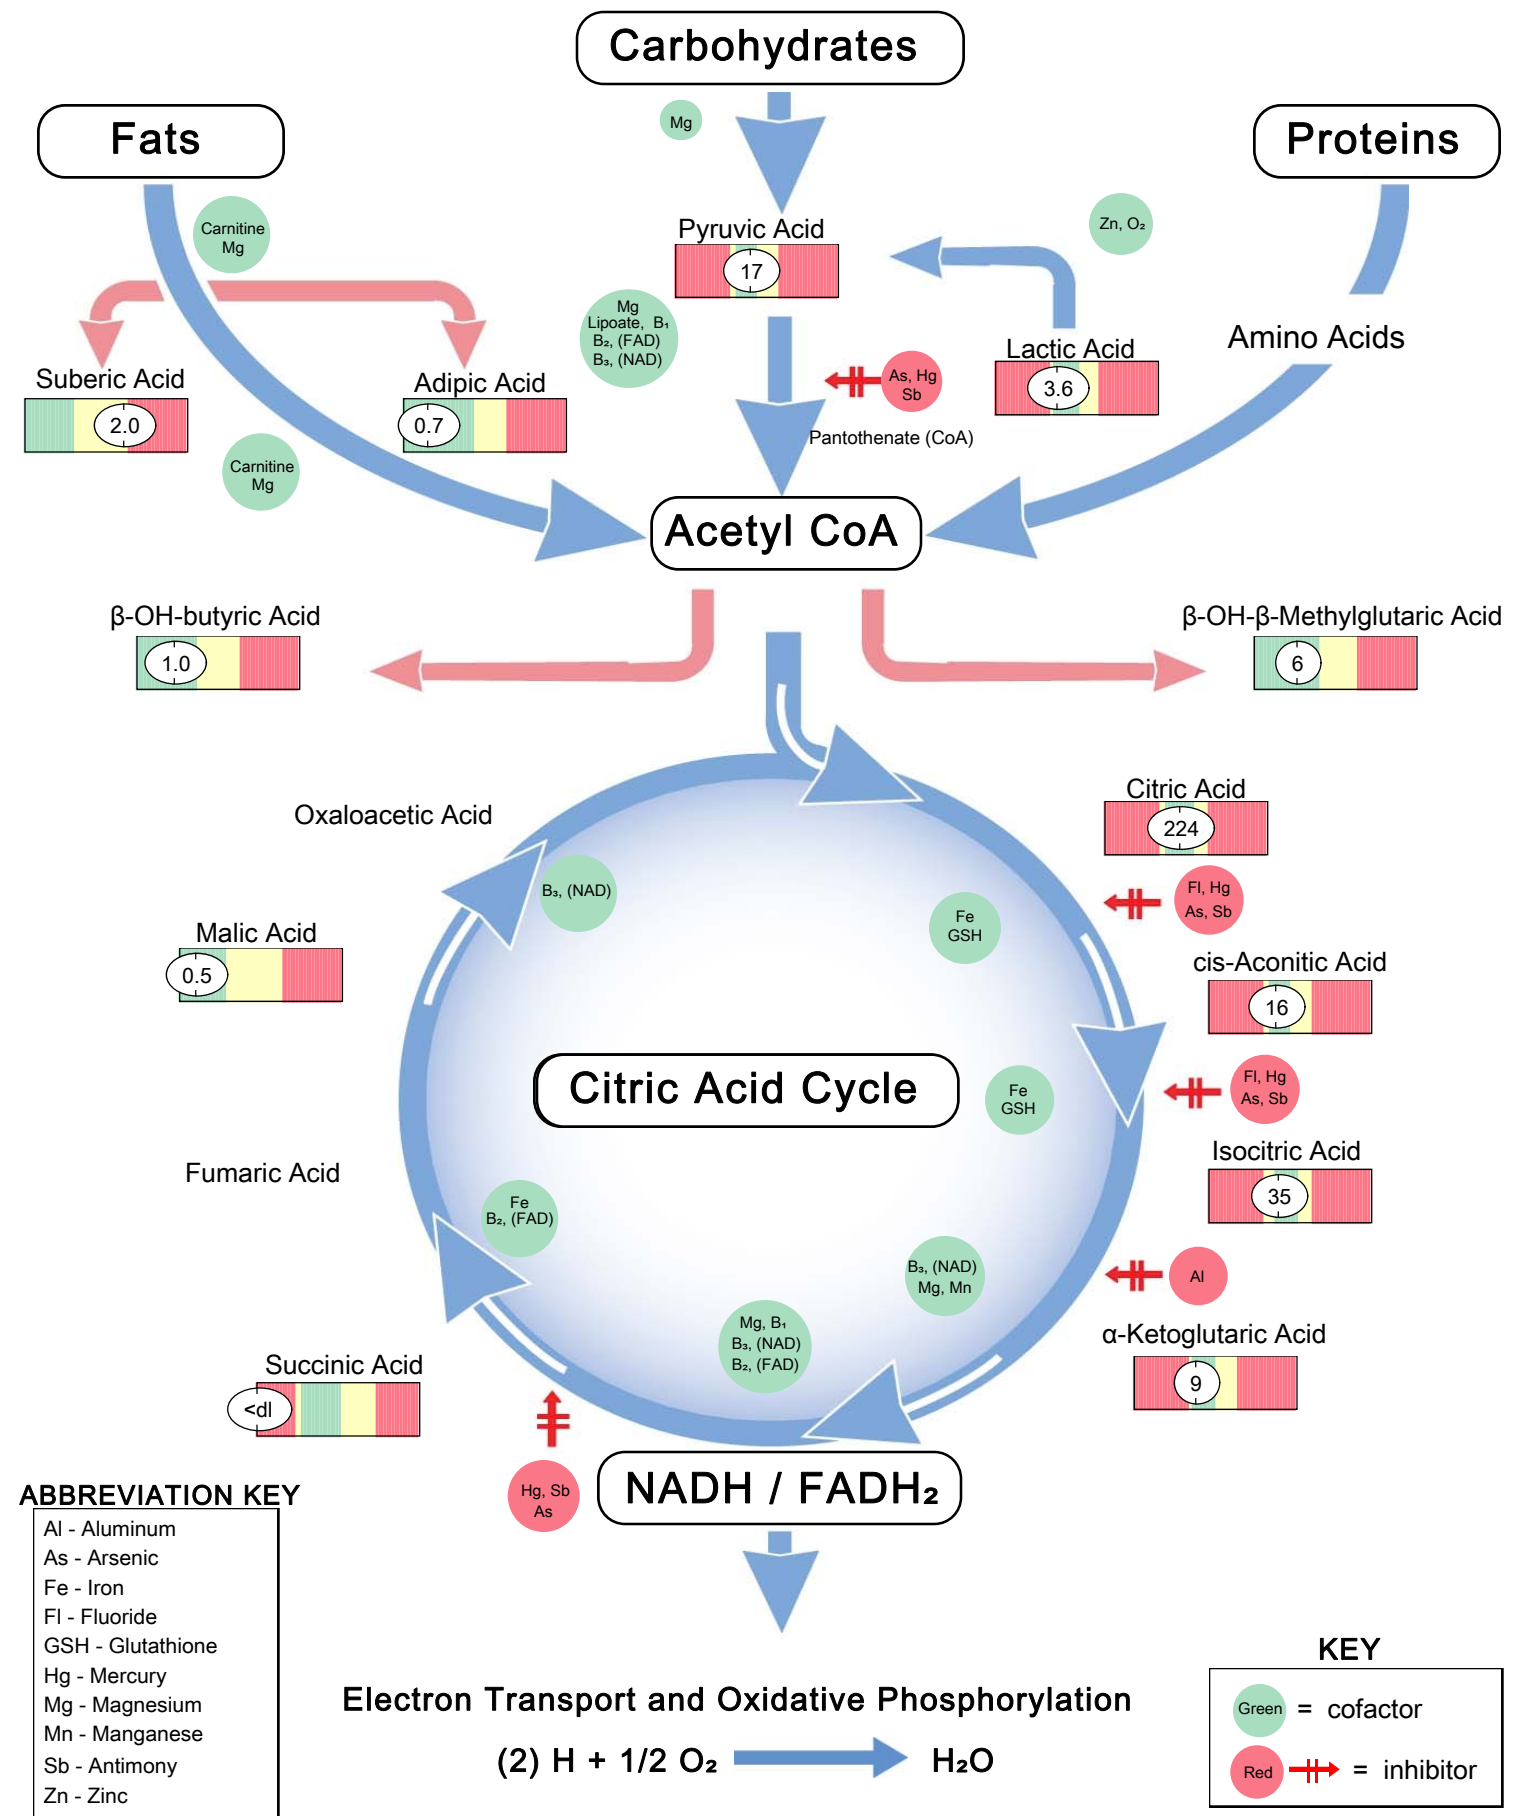 Carbohydrates
Fats
Proteins
Mg
Carnitine
Mg
Zn, O₂
Pyruvic Acid
17
Mg
Lipoate, B₁
B₂, (FAD)
B₃, (NAD)
Amino Acids
Lactic Acid
3.6
As, Hg
Sb
Suberic Acid
2.0
Adipic Acid
0.7
Pantothenate (CoA)
Carnitine
Mg
Acetyl CoA
β-OH-butyric Acid
1.0
β-OH-β-Methylglutaric Acid
6
Citric Acid
224
Oxaloacetic Acid
B₃, (NAD)
Fl, Hg
As, Sb
Fe
GSH
Malic Acid
0.5
cis-Aconitic Acid
16
Citric Acid Cycle
Fe
GSH
Fl, Hg
As, Sb
Isocitric Acid
35
Fumaric Acid
Fe
B₂, (FAD)
B₃, (NAD)
Mg, Mn
Al
Mg, B₁
B₃, (NAD)
B₂, (FAD)
α-Ketoglutaric Acid
9
Succinic Acid
<dl
Hg, Sb
As
NADH / FADH₂
ABBREVIATION KEY
Al - Aluminum
As - Arsenic
Fe - Iron
Fl - Fluoride
GSH - Glutathione
Hg - Mercury
Mg - Magnesium
Mn - Manganese
Sb - Antimony
Zn - Zinc
Electron Transport and Oxidative Phosphorylation
(2) H + 1/2 O₂ H₂O
KEY
Green = cofactor
Red = inhibitor